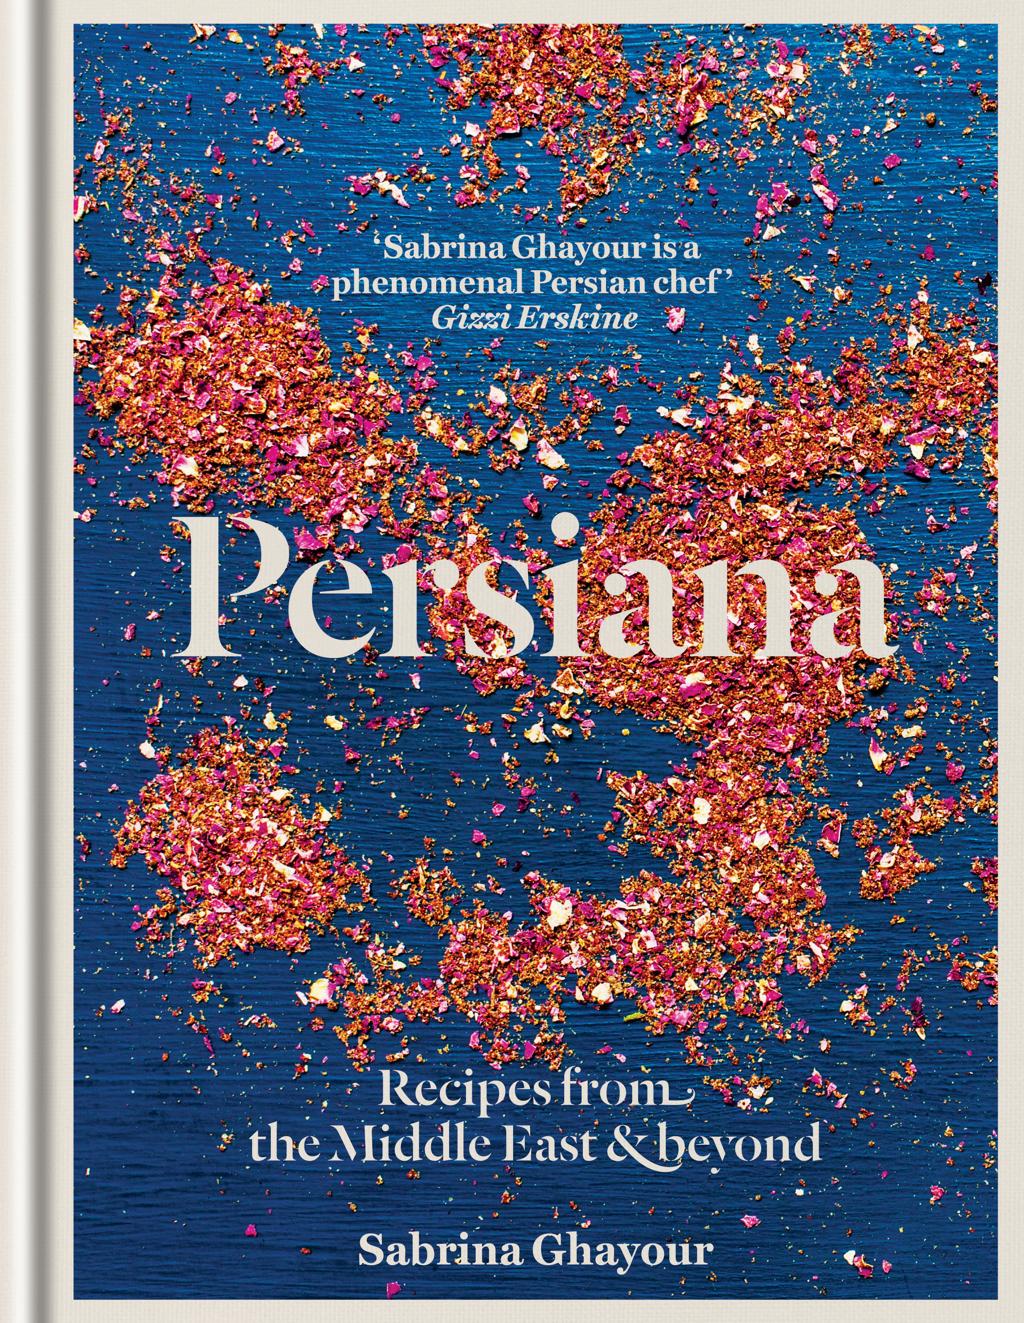 ‘Sabrina Ghayour is a
phenomenal Persian chef’
Gizzi Erskine
Persiana
Recipes from
the Middle East & beyond
Sabrina Ghayour